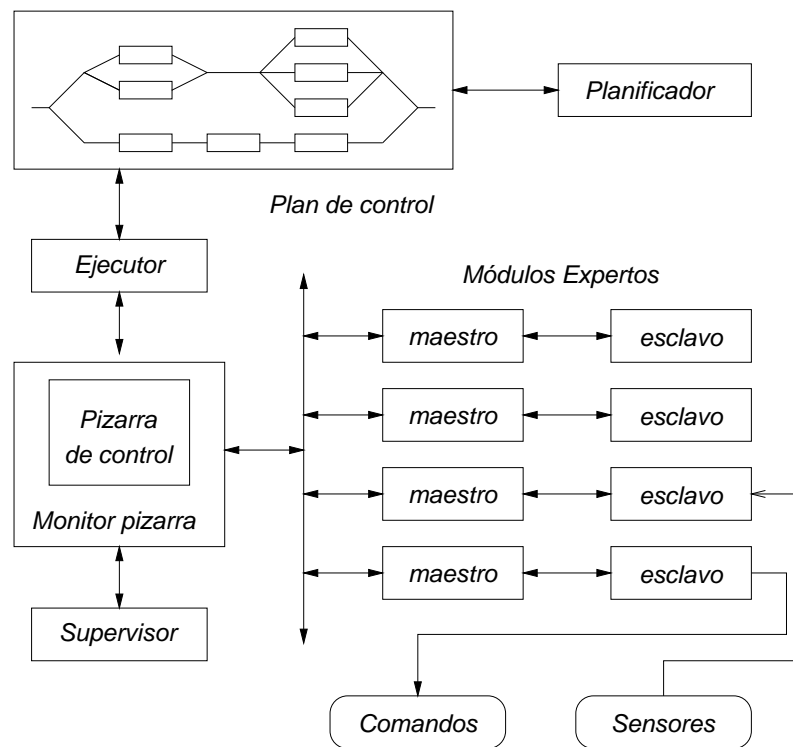 Planificador
Plan de control
Ejecutor
Módulos Expertos
maestro
esclavo
maestro
esclavo
Pizarra
de control
maestro
esclavo
Monitor pizarra
maestro
esclavo
Supervisor
Comandos
Sensores